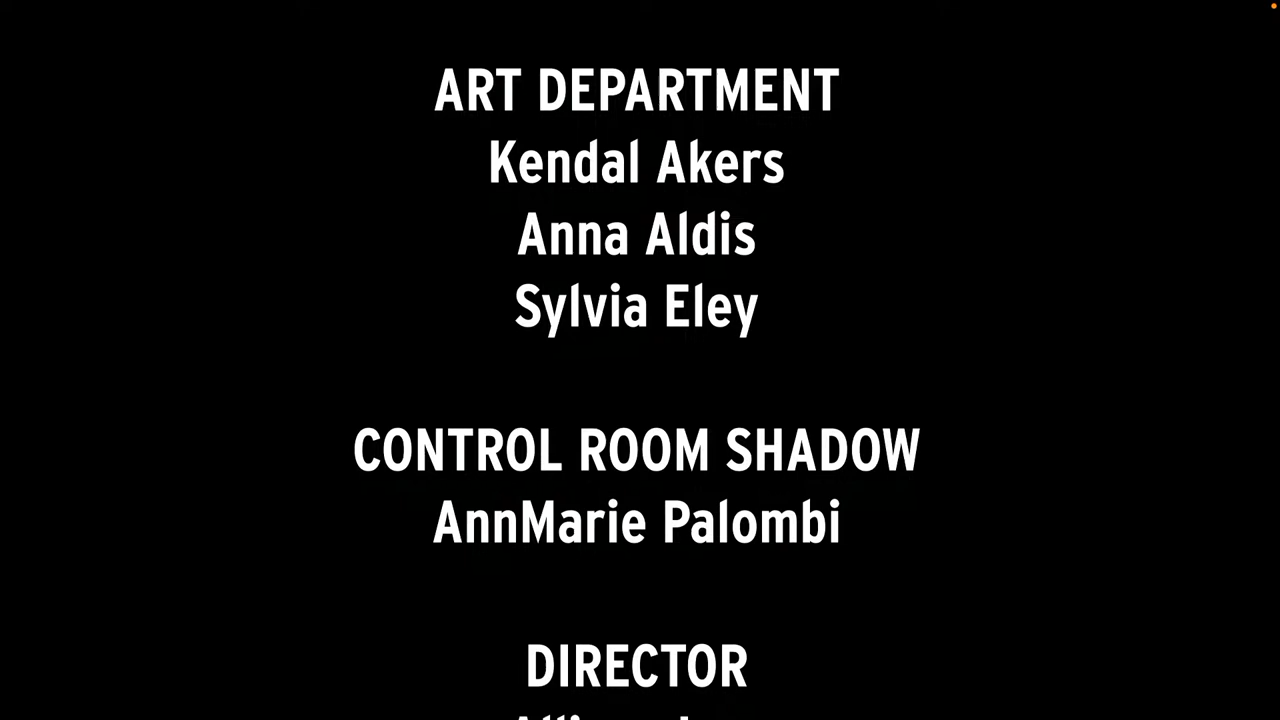 ART DEPARTMENT
Kendal Akers
Anna Aldis
Sylvia Eley
CONTROL ROOM SHADOW
AnnMarie Palombi
DIRECTOR